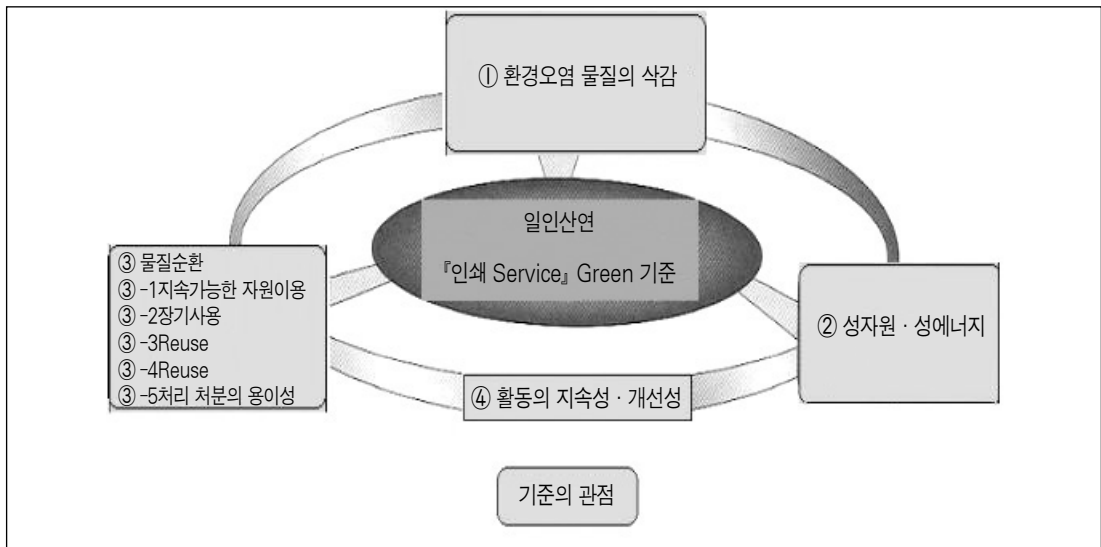 ① 환경오염 물질의 삭감
일인산연
『인쇄 Service』 Green 기준
③ 물질순환
③ -1지속가능한 자원이용
③ -2장기사용
③ -3Reuse
③ -4Reuse
③ -5처리 처분의 용이성
② 성자원 · 성에너지
④ 활동의 지속성 · 개선성
기준의 관점